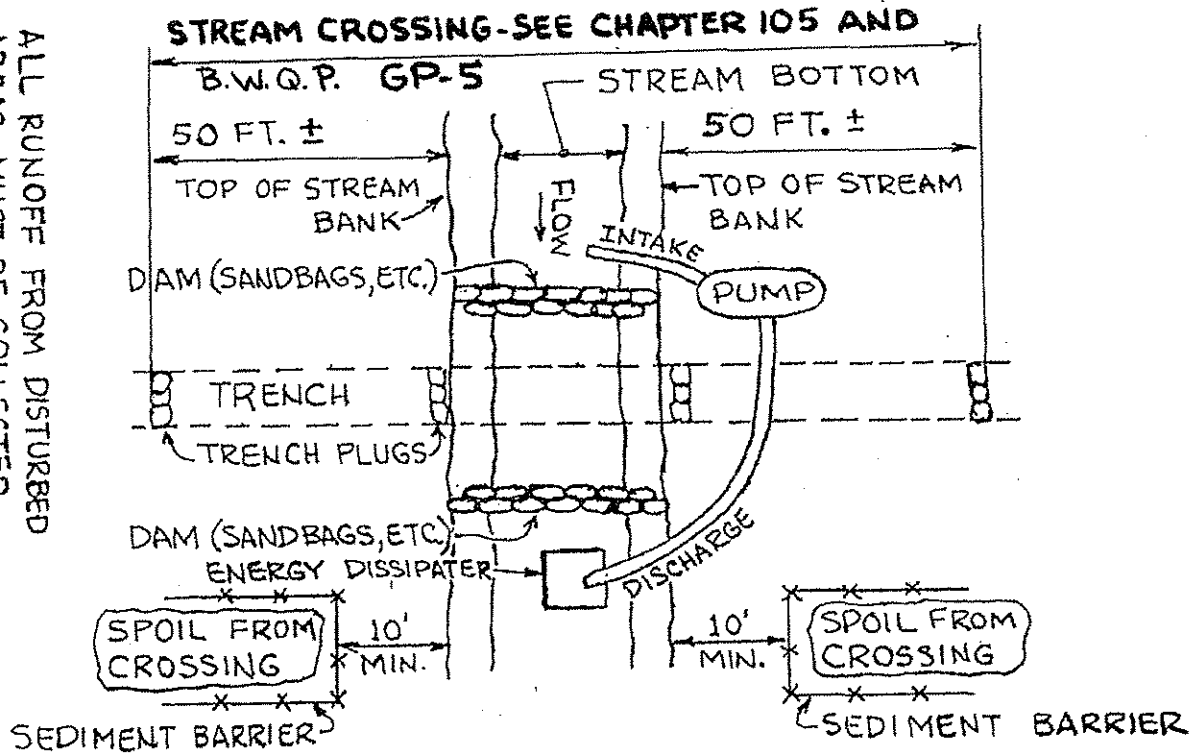 STREAM CROSSING-SEE CHAPTER 105 AND
B.W.Q.P. GP-5
STREAM BOTTOM
50 FT. ±
50 FT. ±
TOP OF STREAM
BANK
FLOW
TOP OF STREAM
BANK
INTAKE
DAM (SANDBAGS, ETC.)
PUMP
TRENCH
TRENCH PLUGS
DAM (SANDBAGS, ETC.)
ENERGY DISSIPATER
DISCHARGE
SPOIL FROM
CROSSING
10'
MIN.
10'
MIN.
SPOIL FROM
CROSSING
SEDIMENT BARRIER
SEDIMENT BARRIER
ALL RUNOFF FROM DISTURBED